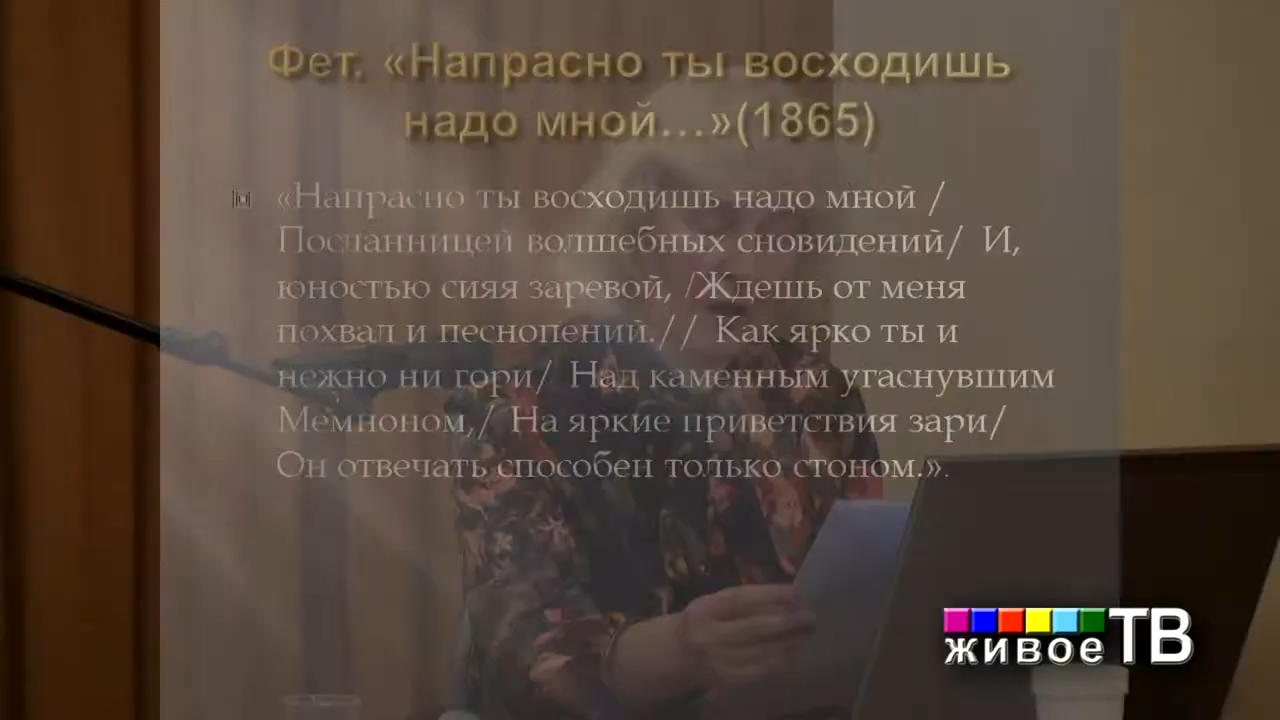 Фет. «Напрасно ты восходишь
надо мной...»(1865)
«Напрасно ты восходишь надо мной /
Посланницей волшебных сновидений/ И,
юностью сияя заревой, /Ждешь от меня
похвал и песнопений.// Как ярко ты и
нежно ни гори/ Над каменным угаснувшим
Мемноном,/ На яркие приветствия зари/
Он отвечать способен только стоном.».
живое ТВ